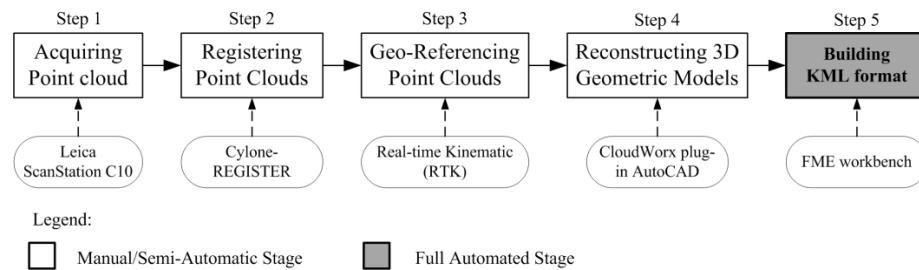 Step 1
Step 2
Step 3
Step 4
Step 5
Acquiring
Point cloud
Registering
Point Clouds
Geo-Referencing
Point Clouds
Reconstructing 3D
Geometric Models
Building
KML format
Leica
ScanStation C10
Cylone-
REGISTER
Real-time Kinematic
(RTK)
CloudWorx plug-
in AutoCAD
FME workbench
Legend:
Manual/Semi-Automatic Stage
Full Automated Stage